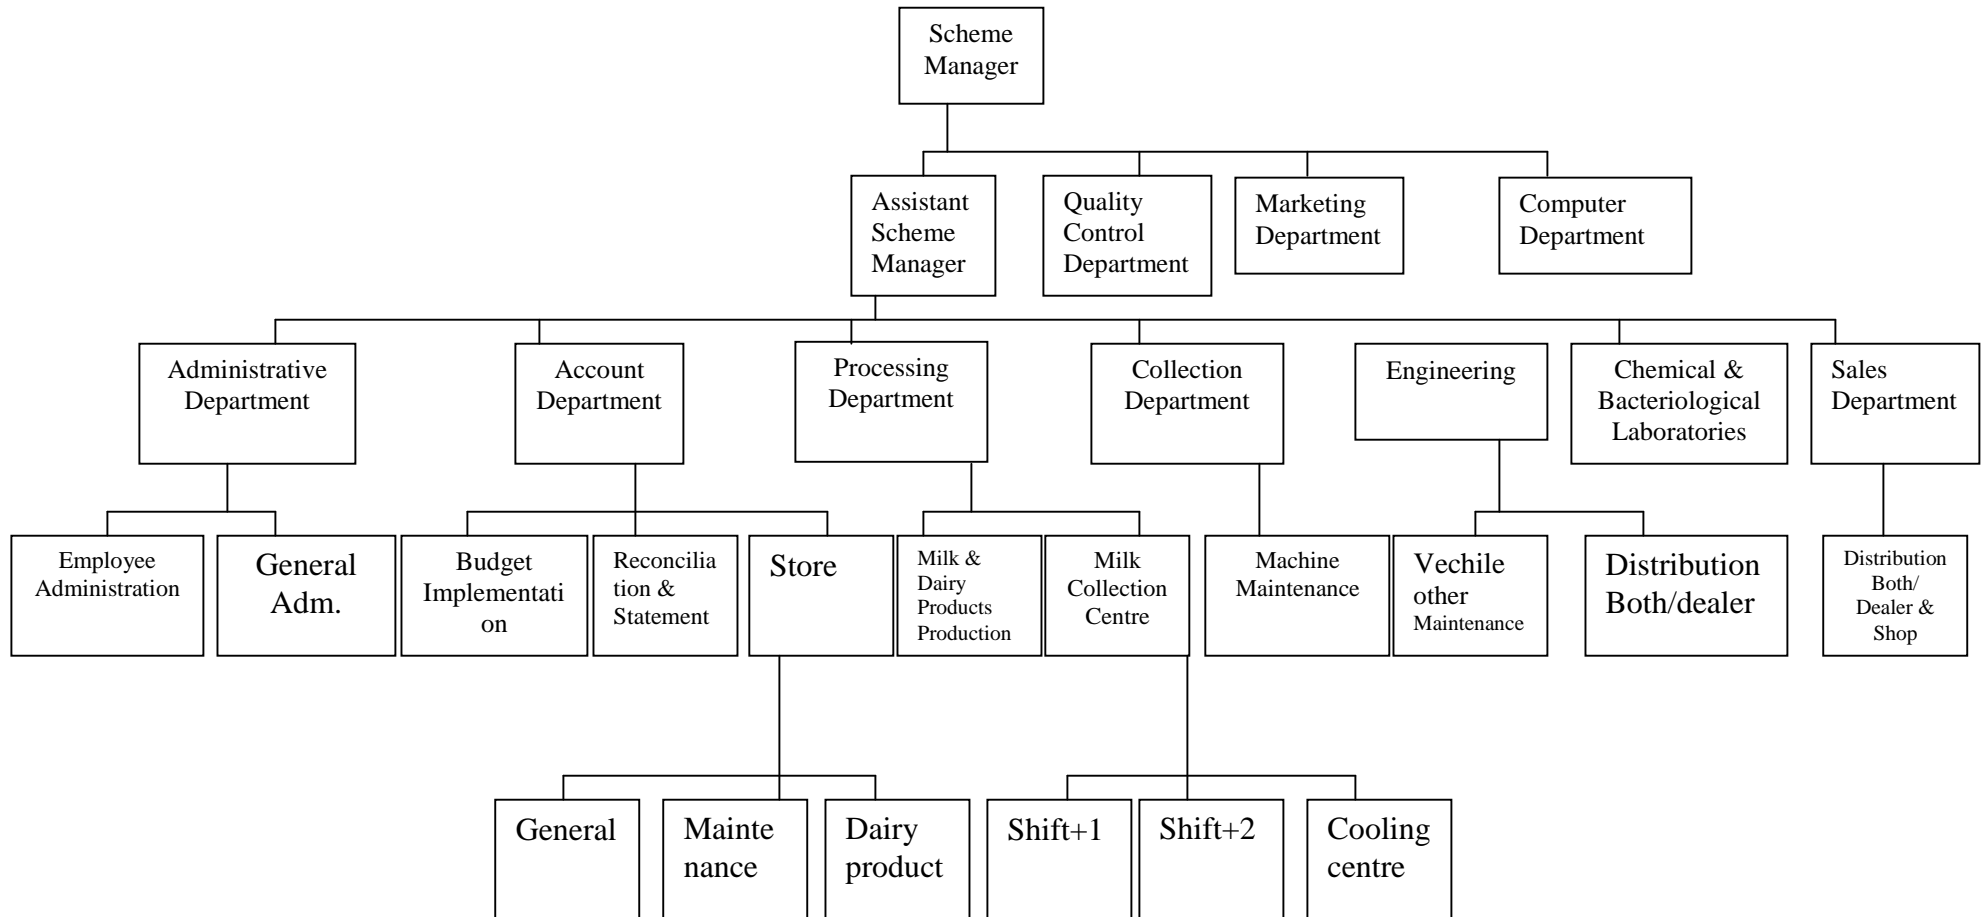 Scheme
Manager
Assistant
Scheme
Manager
Quality
Control
Department
Marketing
Department
Computer
Department
Administrative
Department
Account
Department
Processing
Department
Collection
Department
Engineering
Chemical &
Bacteriological
Laboratories
Sales
Department
Employee
Administration
General
Adm.
Budget
Implementati
on
Reconcilia
tion &
Statement
Store
Milk &
Dairy
Products
Production
Milk
Collection
Centre
Machine
Maintenance
Vechile
other
Maintenance
Distribution
Both/dealer
Distribution
Both/
Dealer &
Shop
General
Mainte
nance
Dairy
product
Shift+1
Shift+2
Cooling
centre